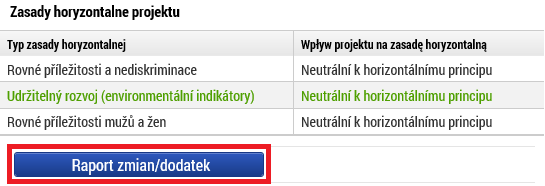 Zasady horyzontalne projektu
Typ zasady horyzontalnej Wpływ projektu na zasadę horyzontalną
Rovné příležitosti a nediskriminace Neutrální k horizontálnímu principu
Udržitelný rozvoj (environmentální indikátory) Neutrální k horizontálnímu principu
Rovné příležitosti mužů a žen Neutrální k horizontálnímu principu
Raport zmian/dodatek